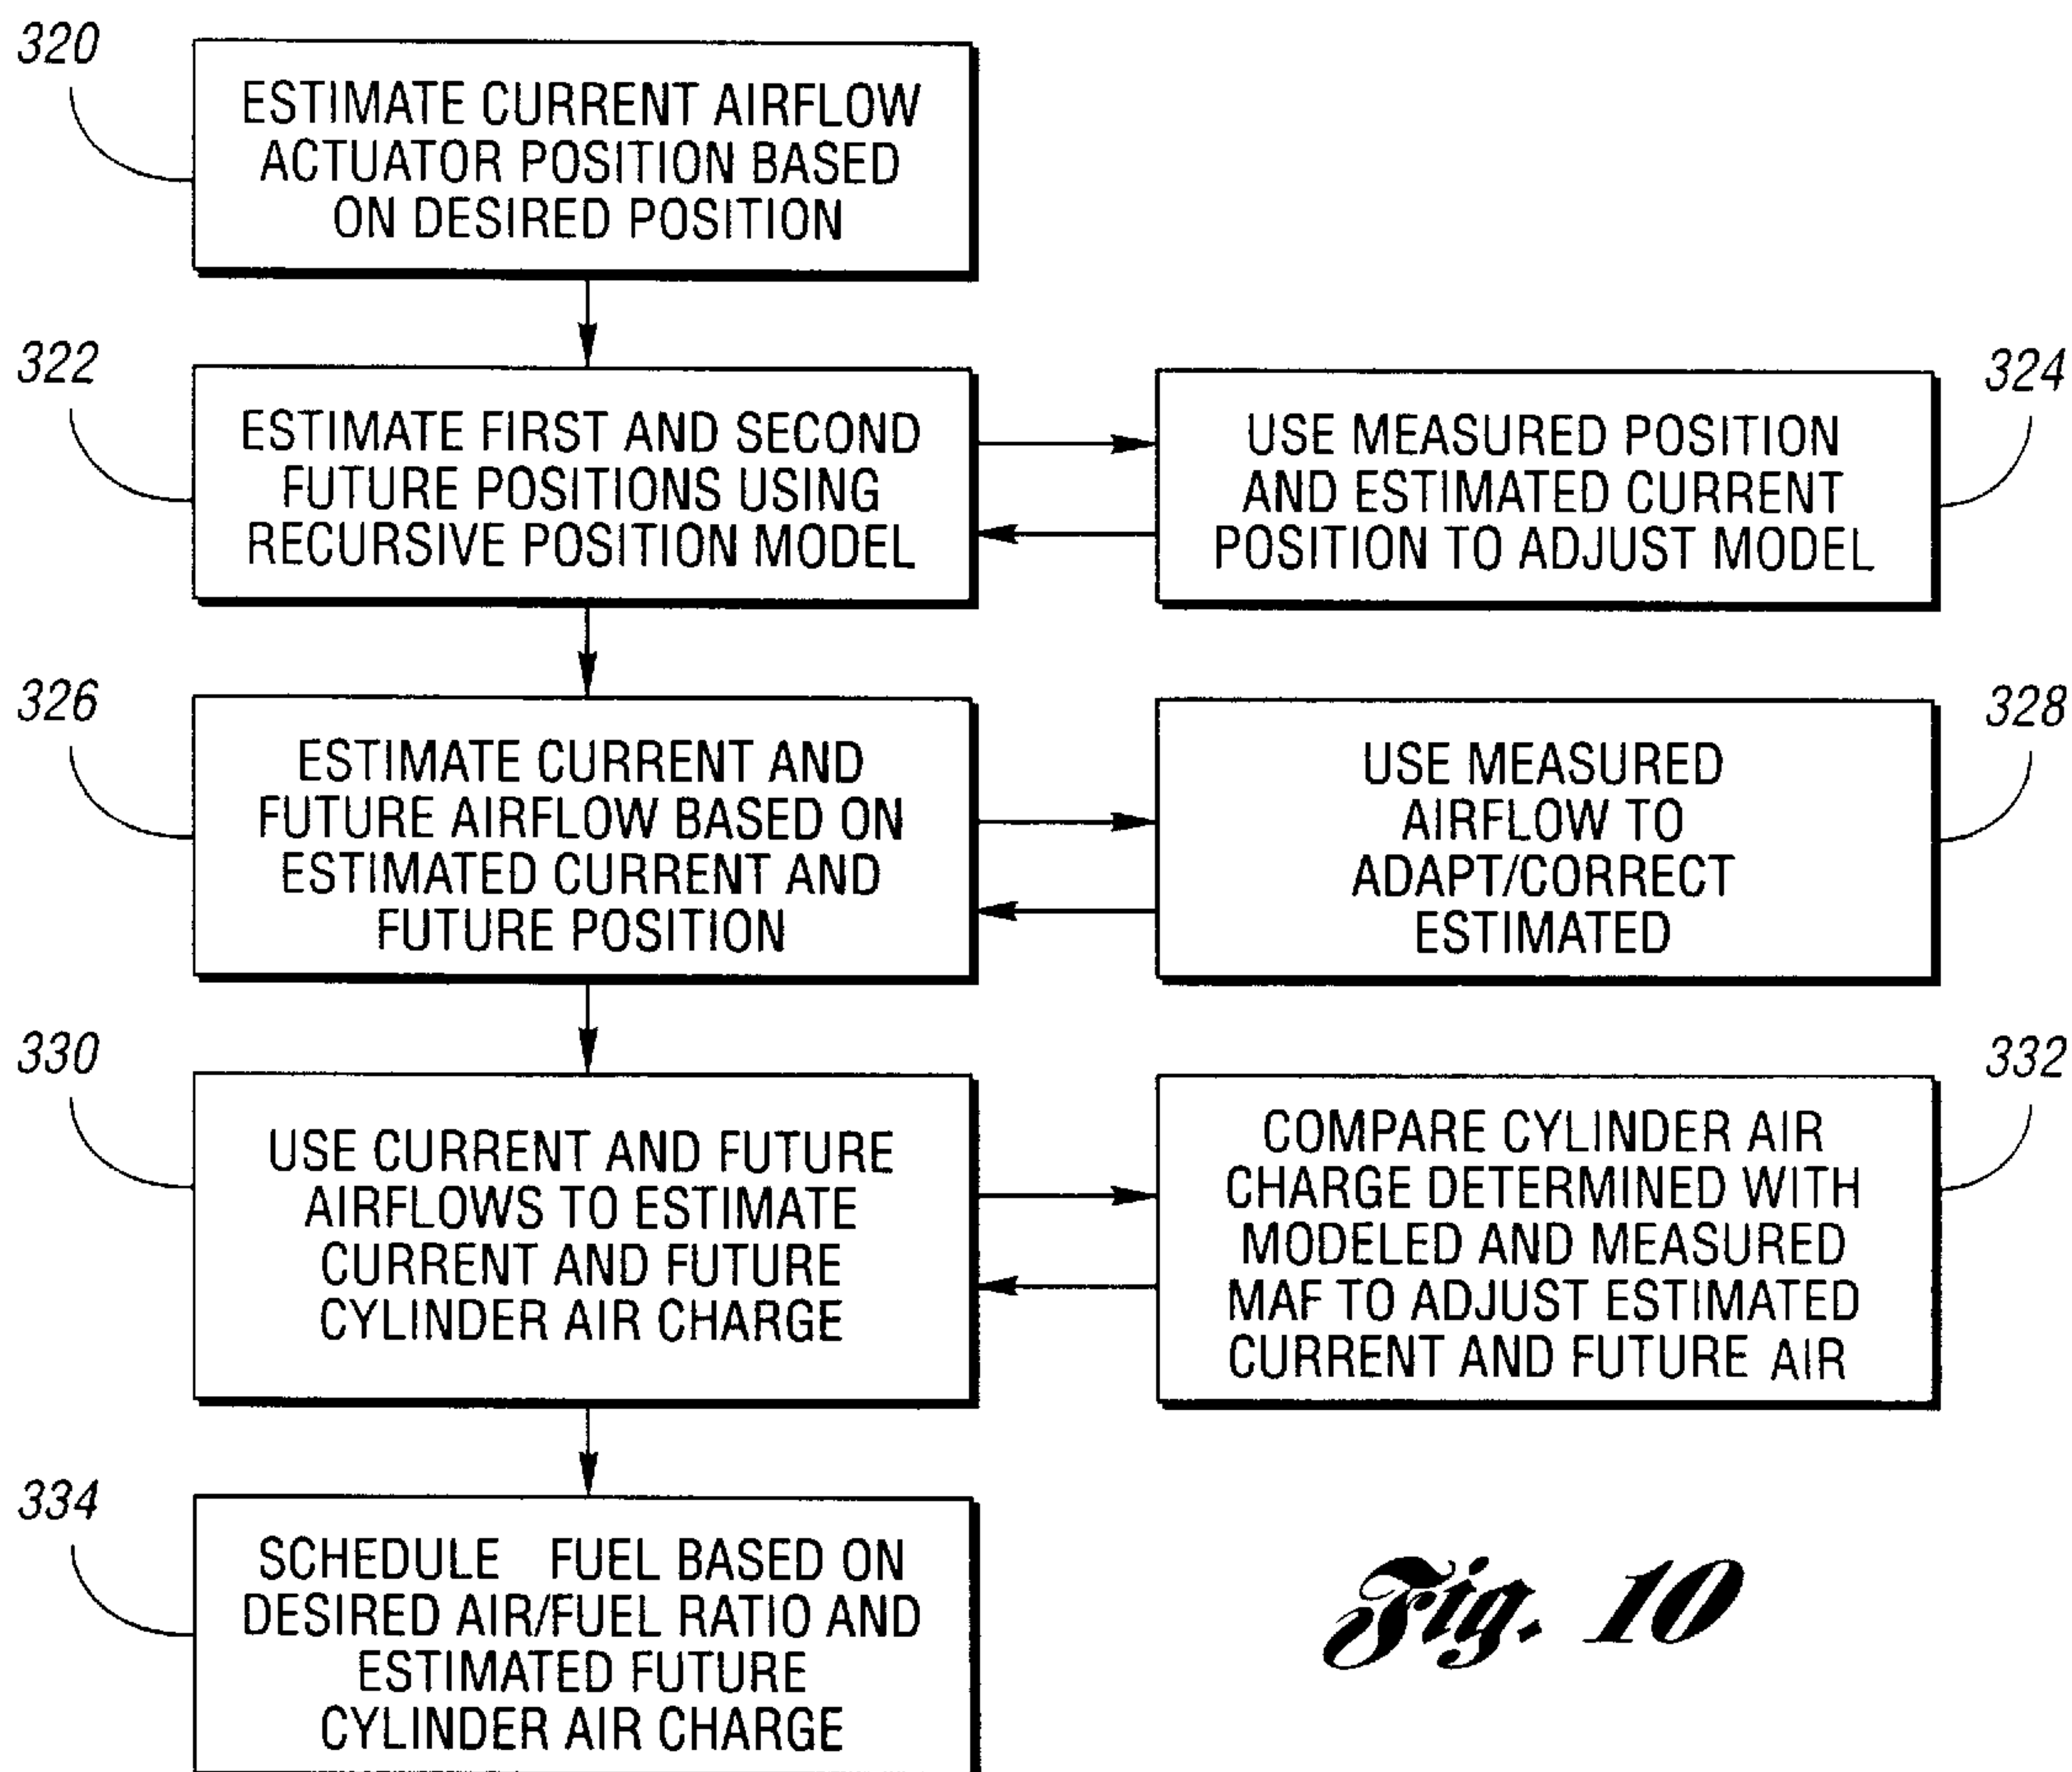 320
ESTIMATE CURRENT AIRFLOW
ACTUATOR POSITION BASED
ON DESIRED POSITION
322
ESTIMATE FIRST AND SECOND
FUTURE POSITIONS USING
RECURSIVE POSITION MODEL
324
USE MEASURED POSITION
AND ESTIMATED CURRENT
POSITION TO ADJUST MODEL
326
ESTIMATE CURRENT AND
FUTURE AIRFLOW BASED ON
ESTIMATED CURRENT AND
FUTURE POSITION
328
USE MEASURED
AIRFLOW TO
ADAPT/CORRECT
ESTIMATED
330
USE CURRENT AND FUTURE
AIRFLOWS TO ESTIMATE
CURRENT AND FUTURE
CYLINDER AIR CHARGE
332
COMPARE CYLINDER AIR
CHARGE DETERMINED WITH
MODELED AND MEASURED
MAF TO ADJUST ESTIMATED
CURRENT AND FUTURE AIR
334
SCHEDULE FUEL BASED ON
DESIRED AIR/FUEL RATIO AND
ESTIMATED FUTURE
CYLINDER AIR CHARGE
Fig. 10